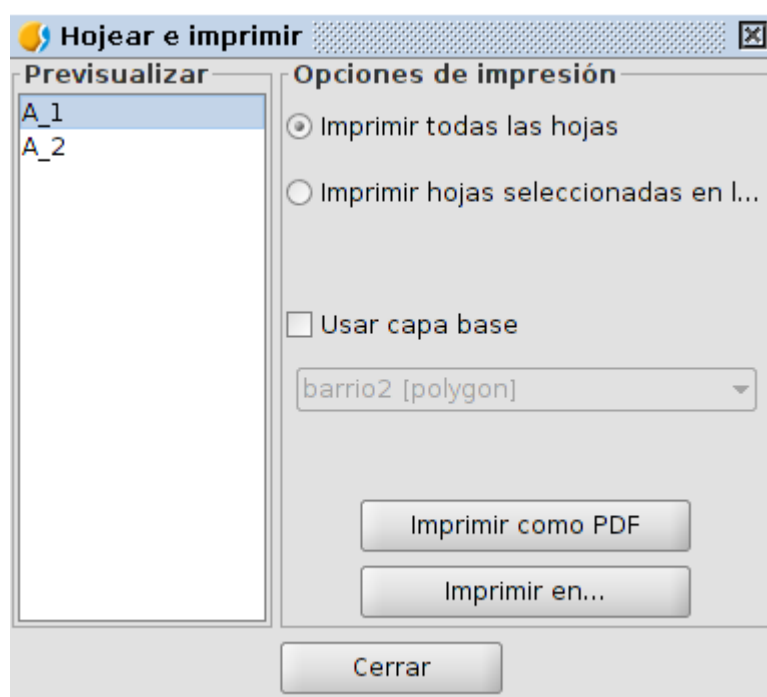 Hojear e imprimir
Previsualizar
A_1
A_2
Opciones de impresión
Imprimir todas las hojas
Imprimir hojas seleccionadas en l...
Usar capa base
barrio2 [polygon]
Imprimir como PDF
Imprimir en...
Cerrar